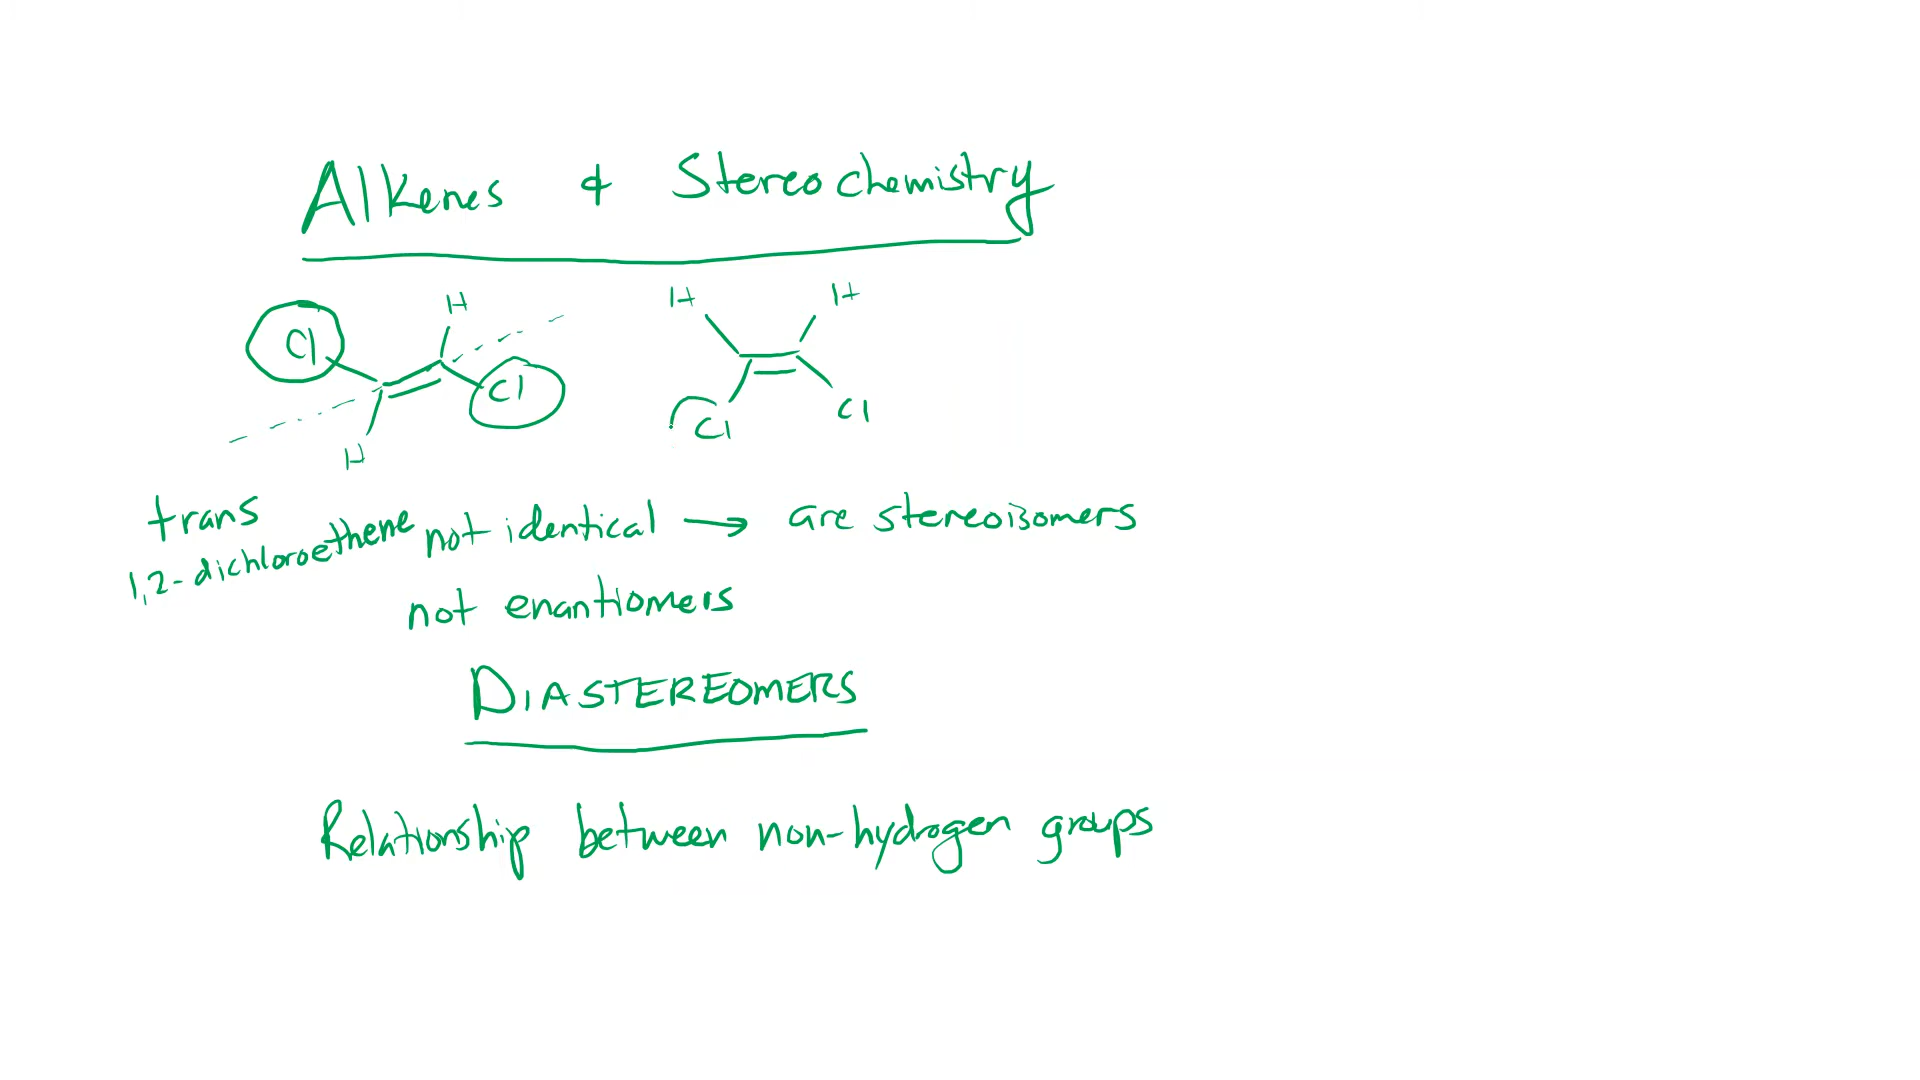 Alkenes & Stereochemistry
H H H
Cl Cl Cl Cl
H
trans
1,2-dichloroethene not identical → are stereoisomers
not enantiomers
DIASTEREOMERS
Relationship between non-hydrogen groups